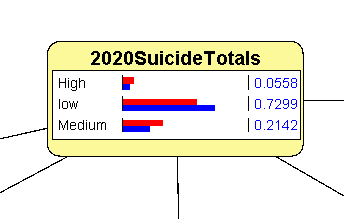 2020SuicideTotals
High 0.0558
low 0.7299
Medium 0.2142